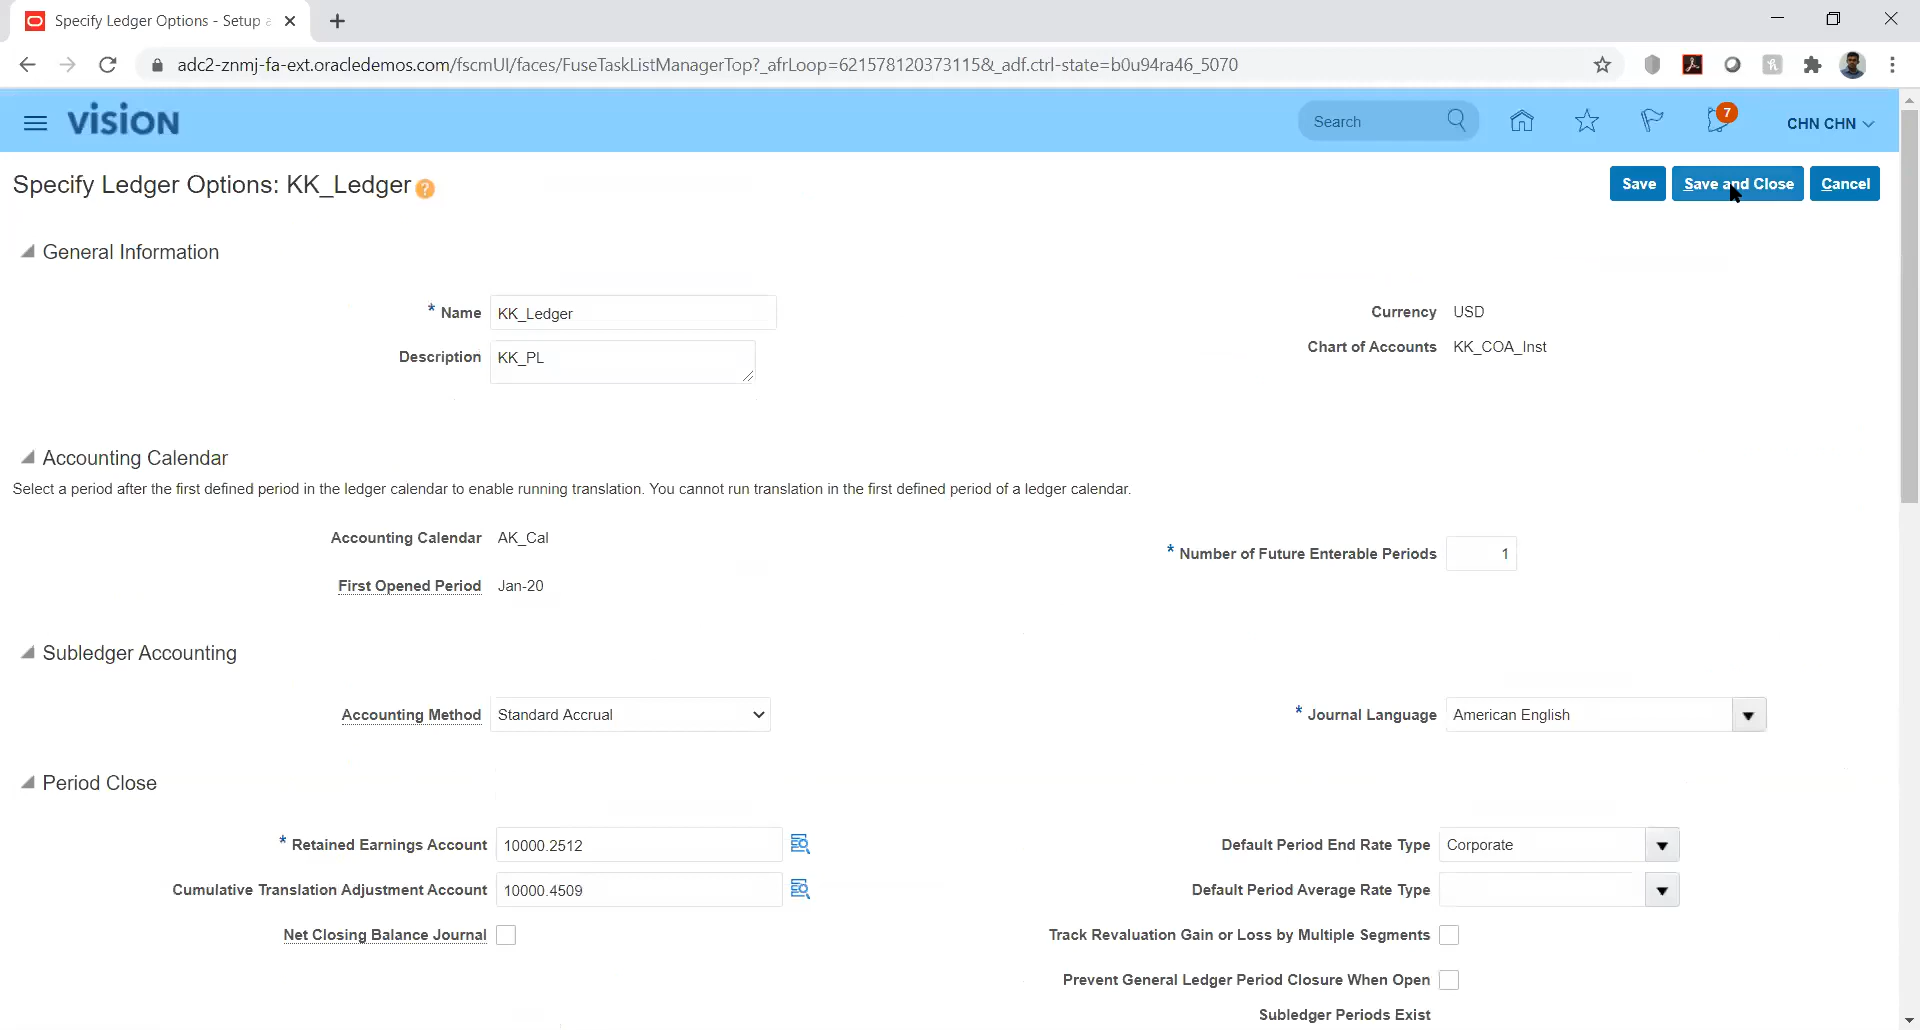 Specify Ledger Options - Setup a
adc2-znmj-fa-ext.oracledemos.com/fscmUI/faces/FuseTaskListManagerTop?_afrLoop=621578120373115&_adf.ctrl-state=b0u94ra46_5070
VISION
Search
7
CHN CHN
Specify Ledger Options: KK_Ledger ?
Save
Save and Close
Cancel
General Information
* Name KK_Ledger
Currency USD
Description KK_PL
Chart of Accounts KK_COA_Inst
Accounting Calendar
Select a period after the first defined period in the ledger calendar to enable running translation. You cannot run translation in the first defined period of a ledger calendar.
Accounting Calendar AK_Cal
* Number of Future Enterable Periods 1
First Opened Period Jan-20
Subledger Accounting
Accounting Method Standard Accrual
* Journal Language American English
Period Close
* Retained Earnings Account 10000.2512
Default Period End Rate Type Corporate
Cumulative Translation Adjustment Account 10000.4509
Default Period Average Rate Type
Net Closing Balance Journal
Track Revaluation Gain or Loss by Multiple Segments
Prevent General Ledger Period Closure When Open
Subledger Periods Exist